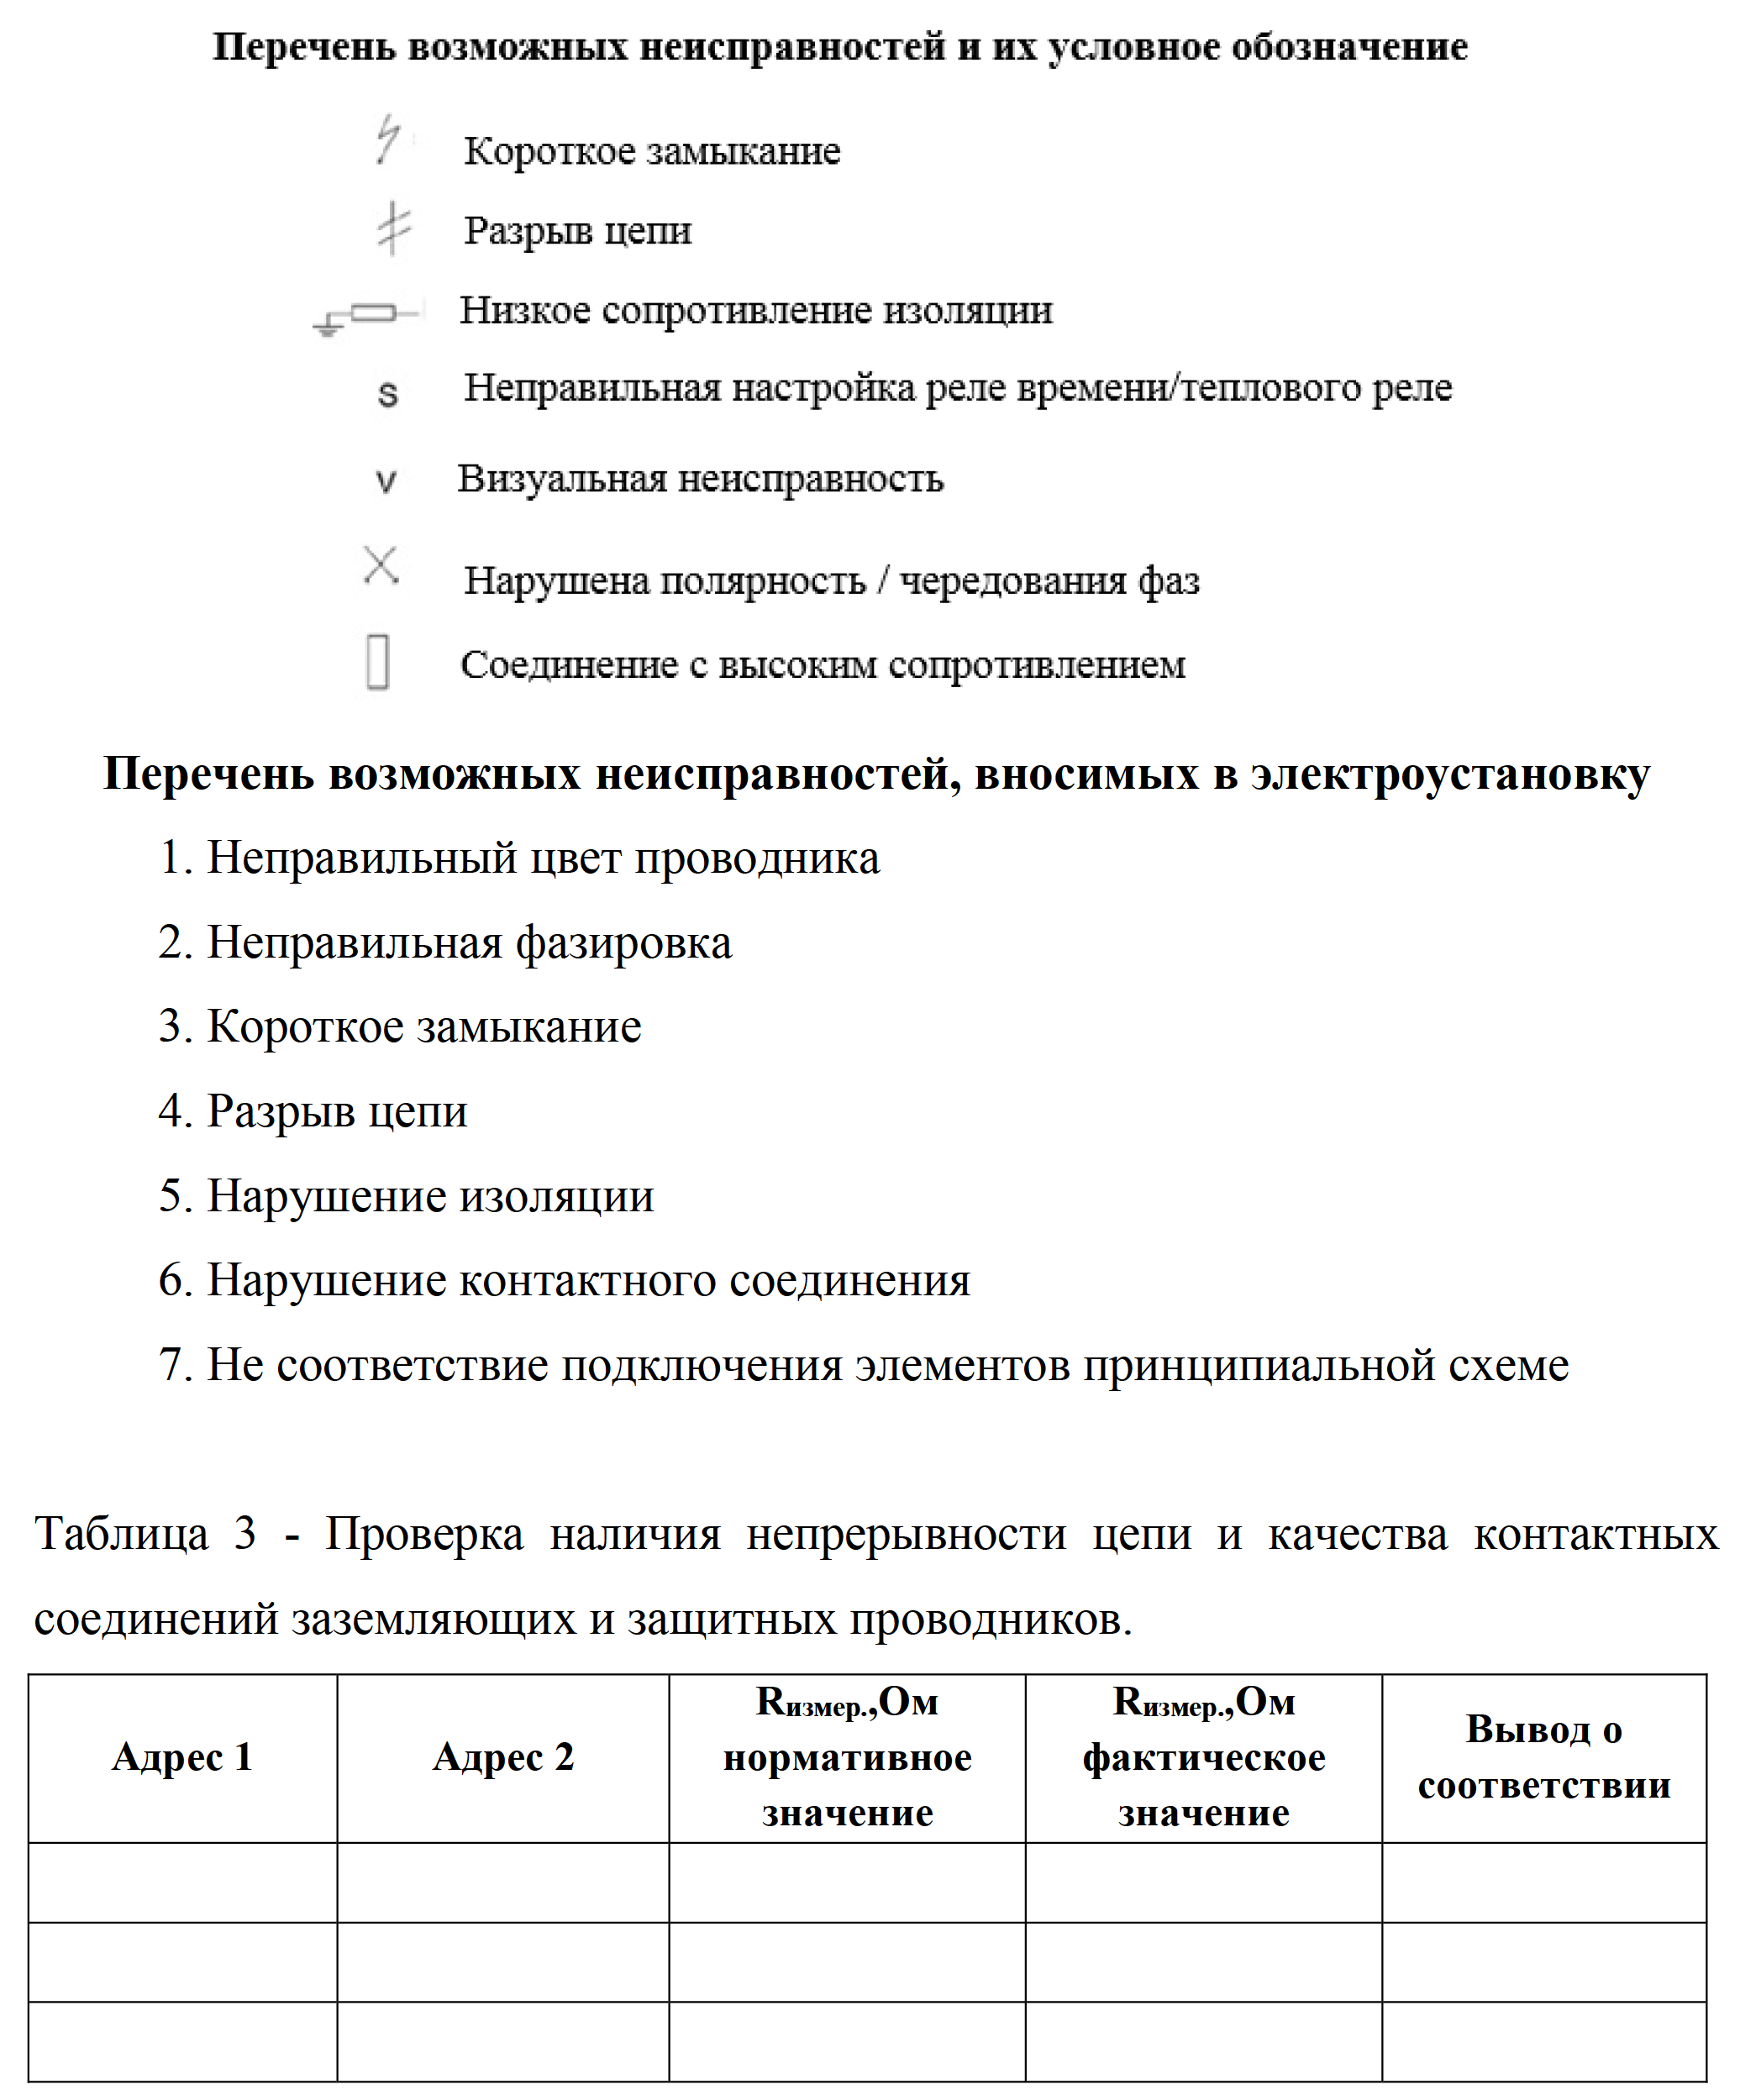 Перечень возможных неисправностей и их условное обозначение
Короткое замыкание
Разрыв цепи
Низкое сопротивление изоляции
s Неправильная настройка реле времени/теплового реле
v Визуальная неисправность
Нарушена полярность / чередования фаз
Соединение с высоким сопротивлением
Перечень возможных неисправностей, вносимых в электроустановку
1. Неправильный цвет проводника
2. Неправильная фазировка
3. Короткое замыкание
4. Разрыв цепи
5. Нарушение изоляции
6. Нарушение контактного соединения
7. Не соответствие подключения элементов принципиальной схеме
Таблица 3 - Проверка наличия непрерывности цепи и качества контактных
соединений заземляющих и защитных проводников.
Адрес 1
Адрес 2
Rизмер.,Ом
нормативное
значение
Rизмер.,Ом
фактическое
значение
Вывод о
соответствии